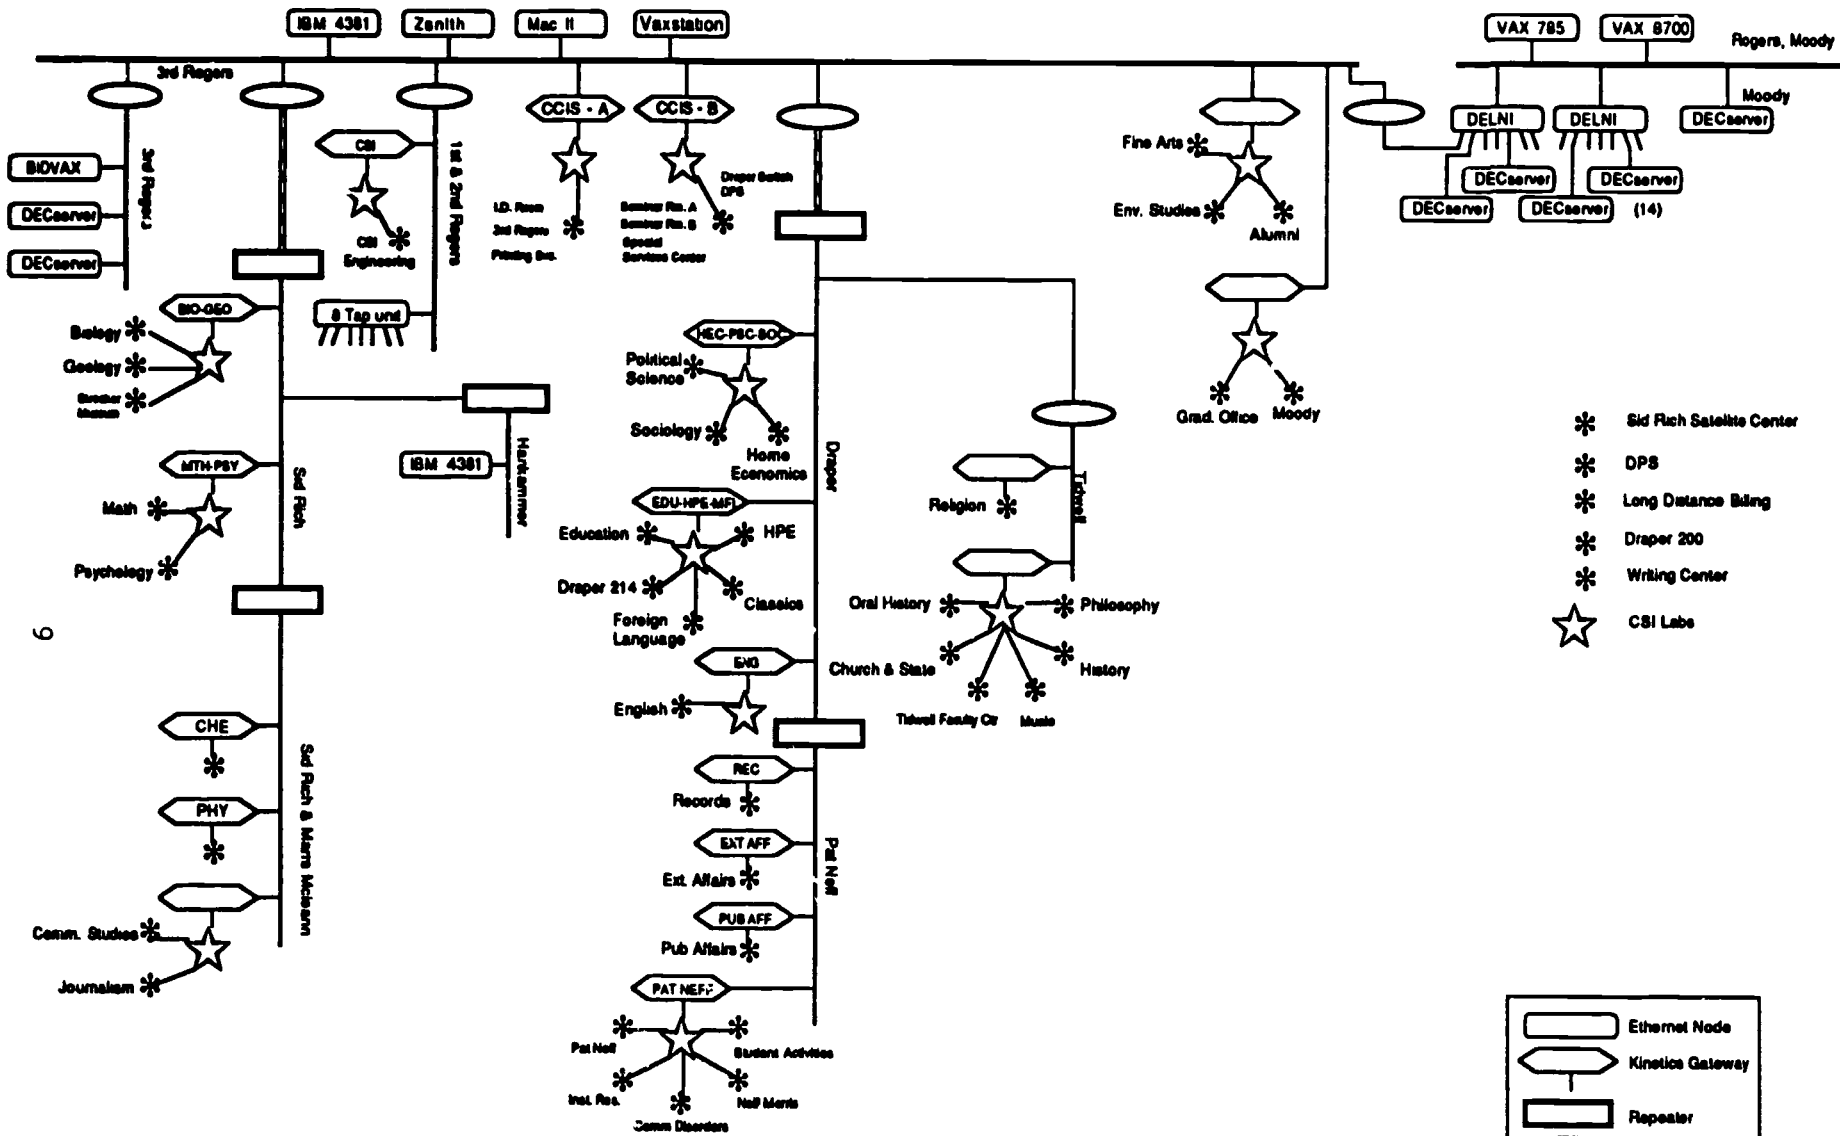 IBM 4381
Zenith
Mac II
Vaxstation
VAX 785
VAX 8700
Rogers, Moody
3rd Rogers
CCIS - A
CCIS - B
Moody
DELNI
DELNI
DECserver
DECserver
DECserver
DECserver
DECserver
(14)
BIOVAX
DECserver
DECserver
3rd Rogers
CSI
CSI
Engineering
1st & 2nd Rogers
8 Tap unit
I.D. Room
3rd Rogers
Printing Svc.
Draper Switch
DPS
Seminar Rm. A
Seminar Rm. B
Special
Services Center
Fine Arts
Env. Studies
Alumni
Grad. Office
Moody
BIO-GEO
Biology
Geology
Strecker
Museum
MTH-PSY
Math
Psychology
Sid Rich
IBM 4381
Hankammer
HEC-PSC-SOC
Political
Science
Sociology
Home
Economics
Draper
EDU-HPE-MFL
Education
HPE
Draper 214
Classics
Foreign
Language
ENG
English
Religion
Tidwell
Oral History
Philosophy
Church & State
History
Tidwell Faculty Ctr
Music
Sid Rich Satellite Center
DPS
Long Distance Billing
Draper 200
Writing Center
CSI Labs
9
CHE
PHY
Comm. Studies
Journalism
Sid Rich & Marrs Mclean
REC
Records
EXT AFF
Ext. Affairs
PUB AFF
Pub Affairs
Pat Neff
PAT NEFF
Pat Neff
Student Activities
Inst. Res.
Neff Morris
Comm Disorders
Ethernet Node
Kinetics Gateway
Repeater